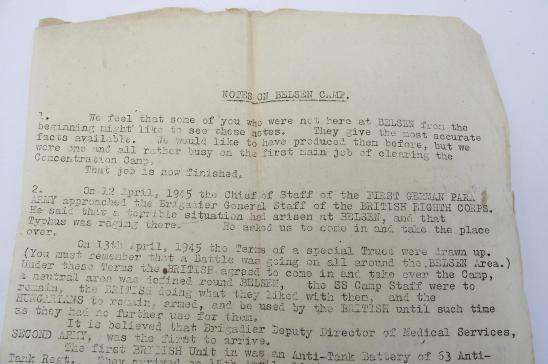 NOTES ON BELSEN CAMP.
1. We feel that some of you who were not here at BELSEN from the
beginning might like to see those notes. They give the most accurate
facts available. We would like to have produced them before, but we
were one and all rather busy on the first main job of clearing the
Concentration Camp.
That job is now finished.
2. On 12 April, 1945 the Chief of Staff of the FIRST GERMAN PARA
ARMY approached the Brigadier General Staff of the BRITISH EIGHTH CORPS.
He said that a terrible situation had arisen at BELSEN, and that
Typhus was raging there. He asked us to come in and take the place
over.
On 13th April, 1945 the Terms of a special Truce were drawn up.
(You must remember that a Battle was going on all around the BELSEN Area.)
Under these Terms the BRITISH agreed to come in and take over the Camp,
a neutral area was defined round BELSEN, the SS Camp Staff were to
remain, the BRITISH doing what they liked with them, and the
HUNGARIANS to remain, armed, and be used by the BRITISH until such time
as they had no further use for them.
It is believed that Brigadier Deputy Director of Medical Services,
SECOND ARMY, was the first to arrive.
The first BRITISH Unit in was an Anti-Tank Battery of 63 Anti-
Tank Regt. They arrived on 15th April